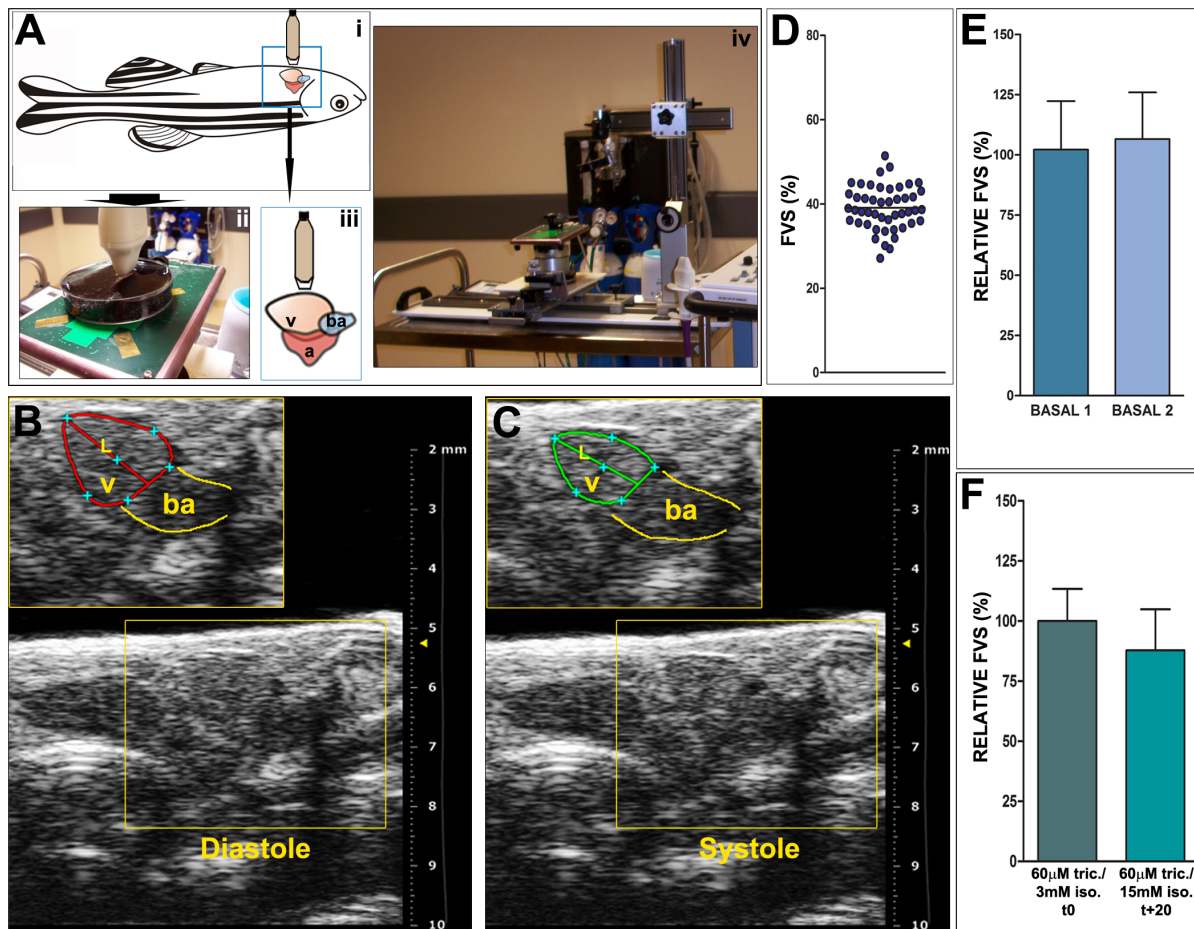 A
i
ii
iii
v
ba
a
iv
D
FVS (%)
80
60
40
20
0
E
RELATIVE FVS (%)
150
125
100
75
50
25
0
BASAL 1
BASAL 2
B
L
v
ba
2 mm
3
4
5
6
7
8
9
10
Diastole
C
L
v
ba
2 mm
3
4
5
6
7
8
9
10
Systole
F
RELATIVE FVS (%)
150
125
100
75
50
25
0
60µM tric./
3mM iso.
t0
60µM tric./
15mM iso.
t+20